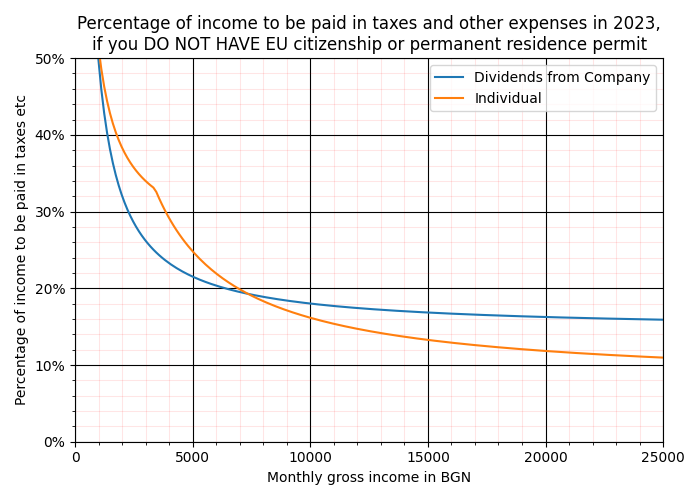 Percentage of income to be paid in taxes and other expenses in 2023,
if you DO NOT HAVE EU citizenship or permanent residence permit
Percentage of income to be paid in taxes etc
50%
40%
30%
20%
10%
0%
Dividends from Company
Individual
0 5000 10000 15000 20000 25000
Monthly gross income in BGN